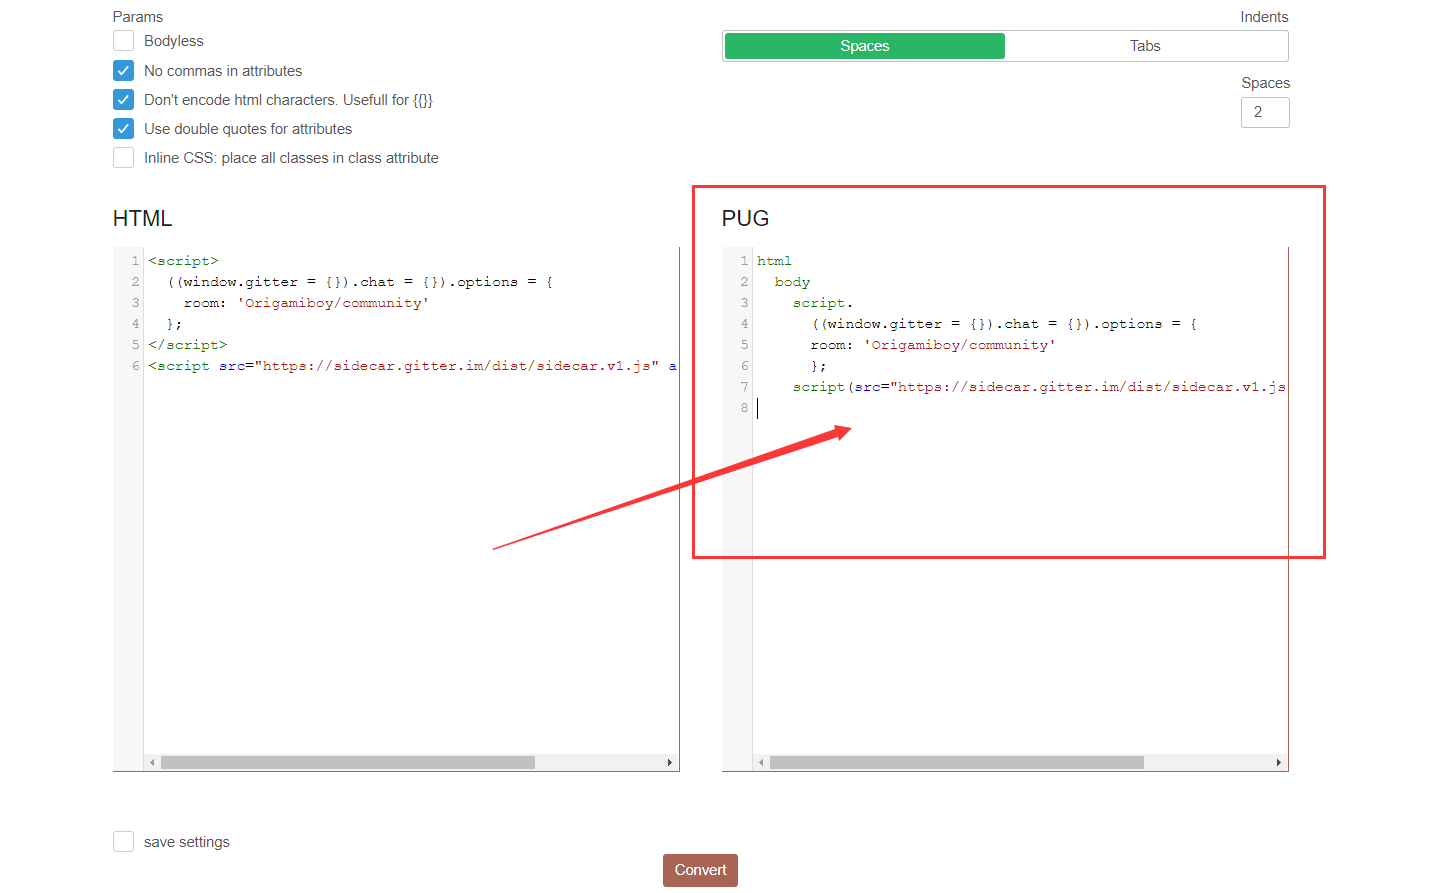 Params
Bodyless
No commas in attributes
Don't encode html characters. Usefull for {{}}
Use double quotes for attributes
Inline CSS: place all classes in class attribute
Indents
Spaces Tabs
Spaces
2
HTML
1 <script>
2 ((window.gitter = {}).chat = {}).options = {
3 room: 'Origamiboy/community'
4 };
5 </script>
6 <script src="https://sidecar.gitter.im/dist/sidecar.v1.js" a
PUG
1 html
2 body
3 script.
4 ((window.gitter = {}).chat = {}).options = {
5 room: 'Origamiboy/community'
6 };
7 script(src="https://sidecar.gitter.im/dist/sidecar.v1.js
8
save settings
Convert